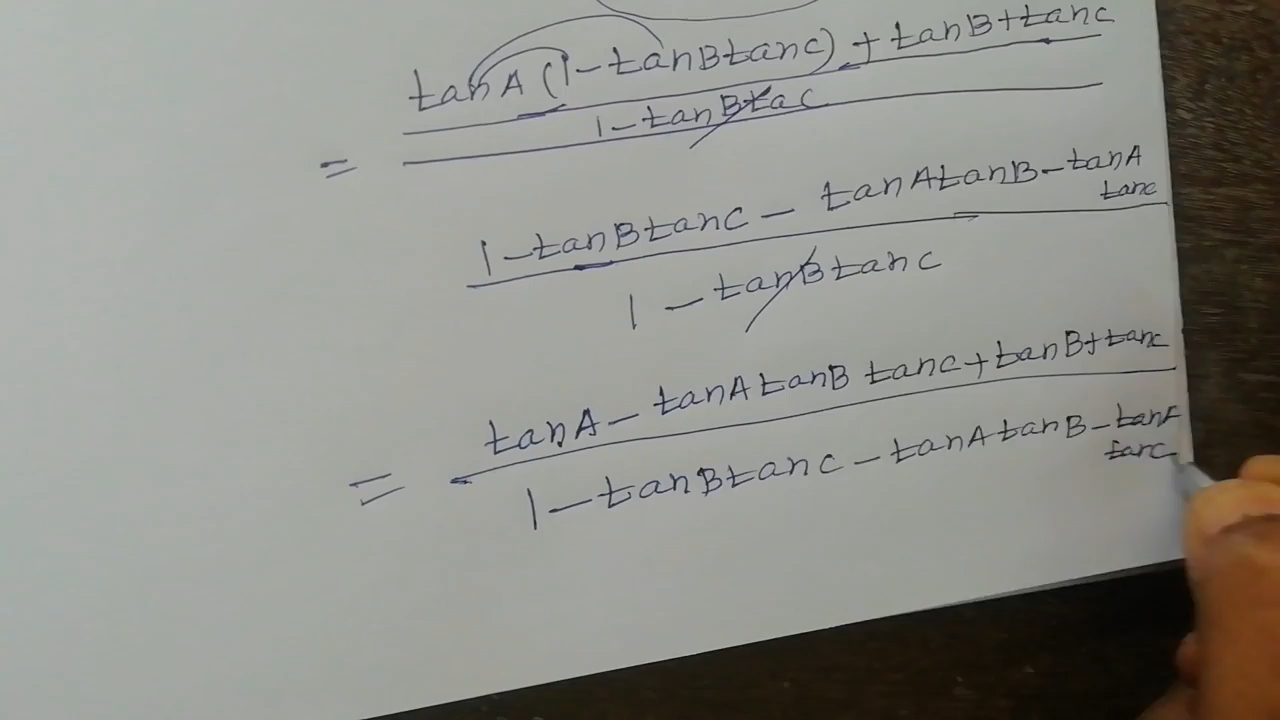 tanA (1-tanBtanc) + tanB+tanc
1-tanBtac
=
1-tanBtanc - tanAtanB-tanA
tanc
1 - tanBtanc
tanA- tanAtanB tanc+tanB+tanc
=
1-tanBtanc-tanAtanB-tanA
tanc